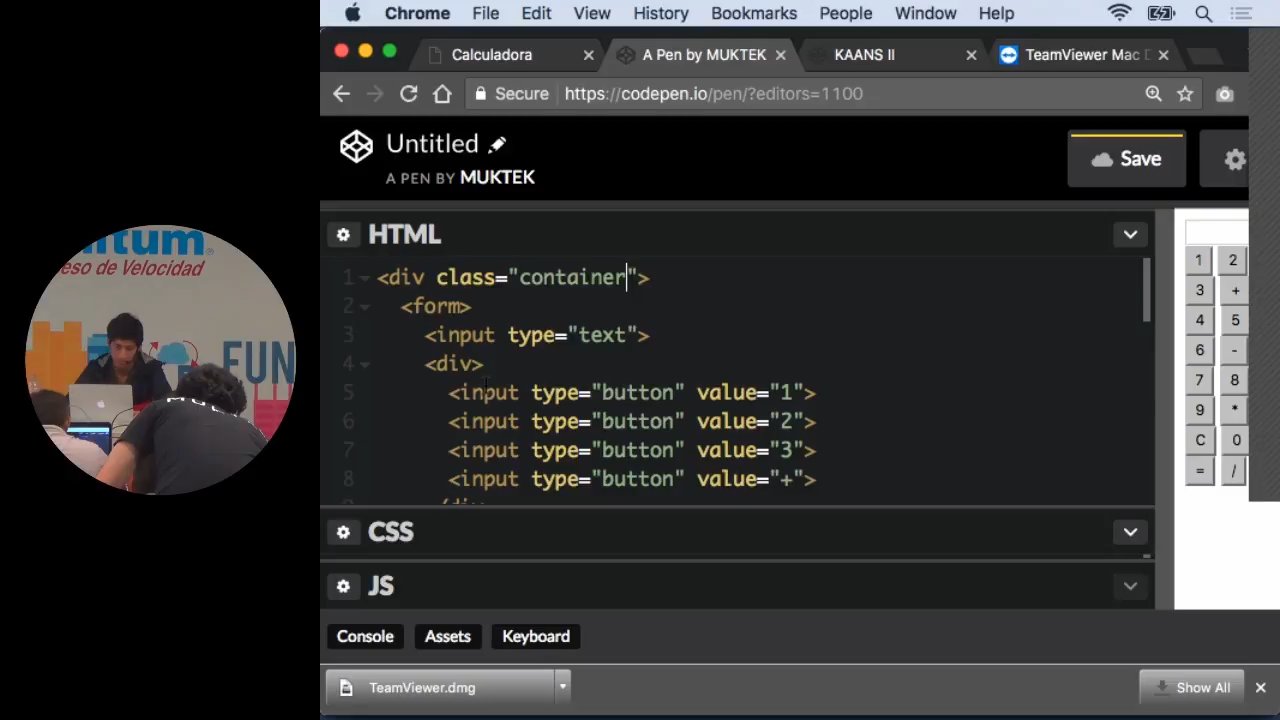 Chrome File Edit View History Bookmarks People Window Help
Calculadora
A Pen by MUKTEK
KAANS II
TeamViewer Mac D
Secure https://codepen.io/pen/?editors=1100
Untitled
A PEN BY MUKTEK
Save
HTML
1 <div class="container">
2 <form>
3 <input type="text">
4 <div>
5 <input type="button" value="1">
6 <input type="button" value="2">
7 <input type="button" value="3">
8 <input type="button" value="+">
1 2
3 +
4 5
6 -
7 8
9 *
C 0
= /
CSS
JS
Console Assets Keyboard
TeamViewer.dmg
Show All
ntum
eso de Velocidad
FUN